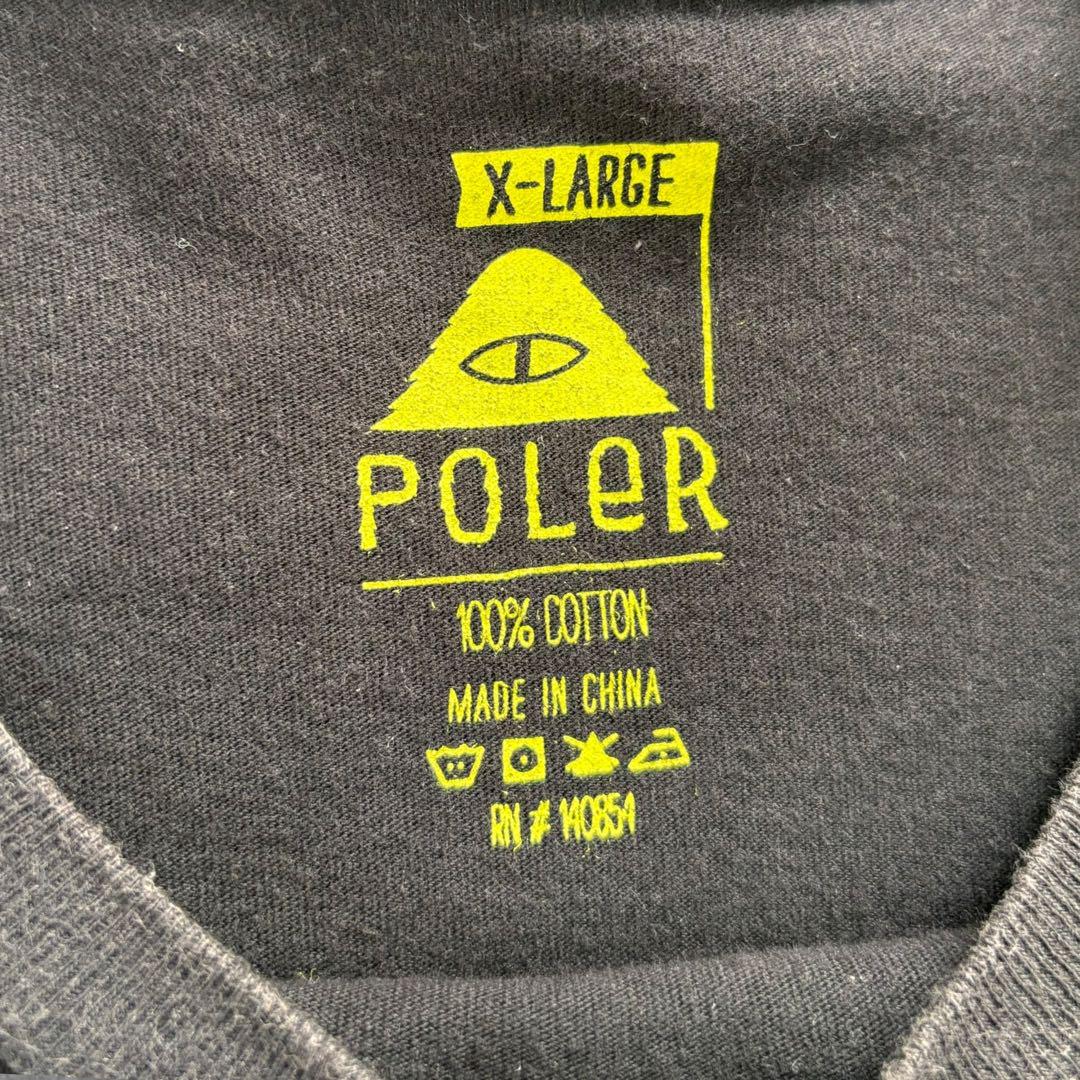 X-LARGE
POLeR
100% COTTON
MADE IN CHINA
RN # 140854